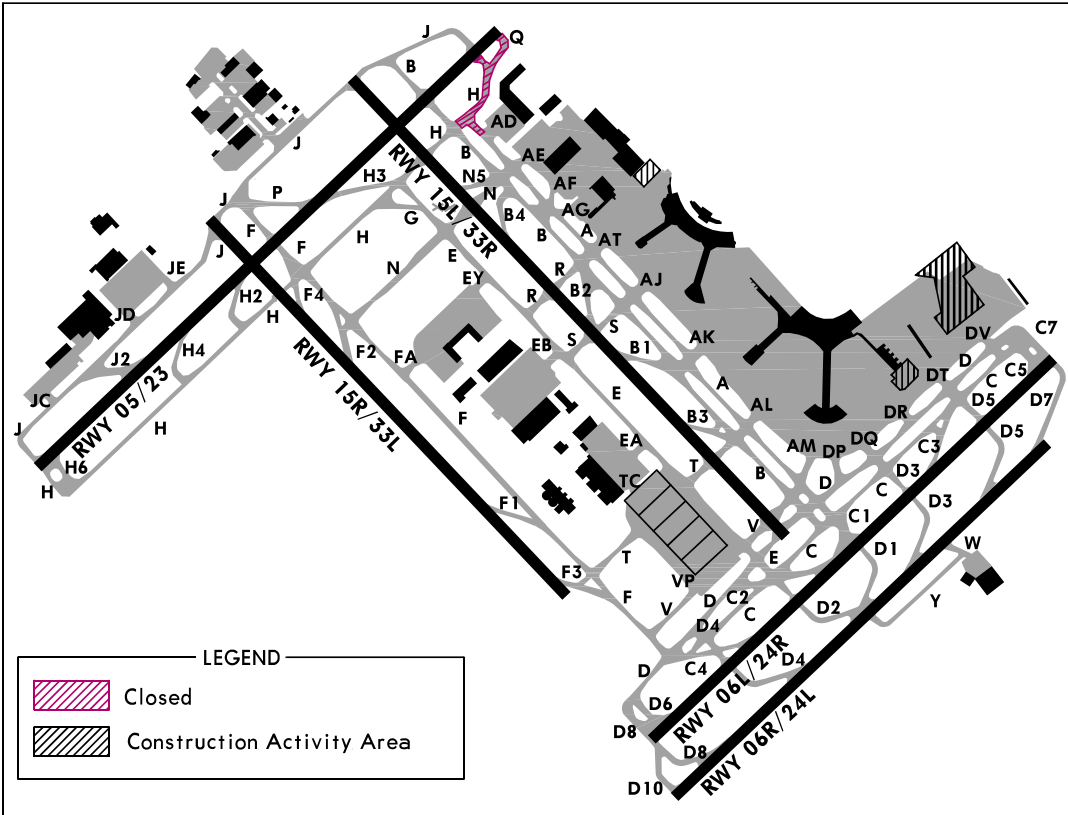 J
Q
B
H
AD
H
J
B
AE
RWY 15L/33R
H3
N5
AF
N
P
J
AG
B4
G
A
F
B
AT
H
F
J
E
N
R
JE
EY
AJ
H2
F4
B2
R
H
JD
S
AK
DV
C7
S
EB
B1
H4
F2
FA
J2
RWY 15R/33L
D
DT
C5
C
A
E
D5
D7
JC
RWY 05/23
AL
DR
B3
F
H
J
D5
EA
DQ
AM
DP
C3
T
H6
D3
B
TC
D
H
C
D3
F1
C1
V
W
D1
C
E
T
F3
VP
F
D
C2
Y
V
C
D2
D4
LEGEND
D4
D
C4
RWY 06L/24R
Closed
D6
D8
Construction Activity Area
D8
RWY 06R/24L
D10